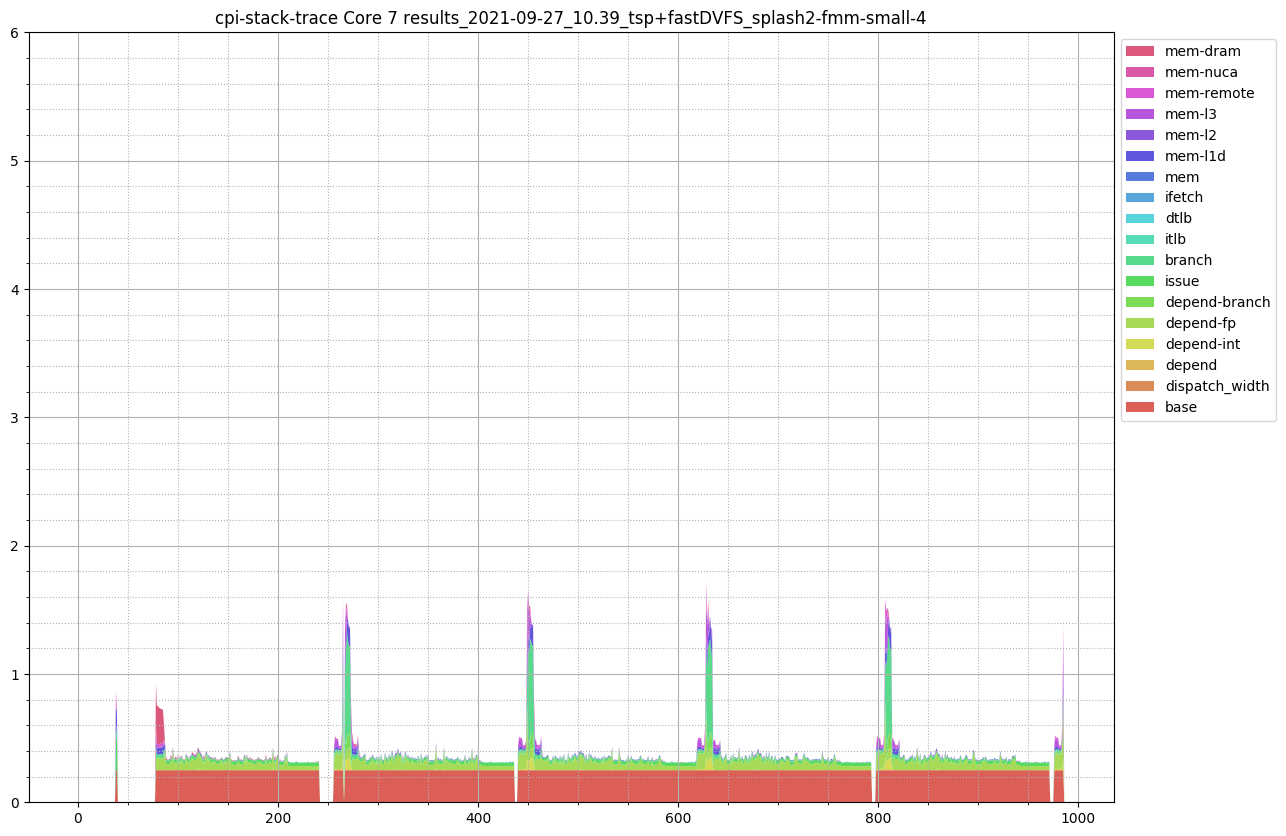 cpi-stack-trace Core 7 results_2021-09-27_10.39_tsp+fastDVFS_splash2-fmm-small-4
6
5
4
3
2
1
0
0 200 400 600 800 1000
mem-dram
mem-nuca
mem-remote
mem-l3
mem-l2
mem-l1d
mem
ifetch
dtlb
itlb
branch
issue
depend-branch
depend-fp
depend-int
depend
dispatch_width
base